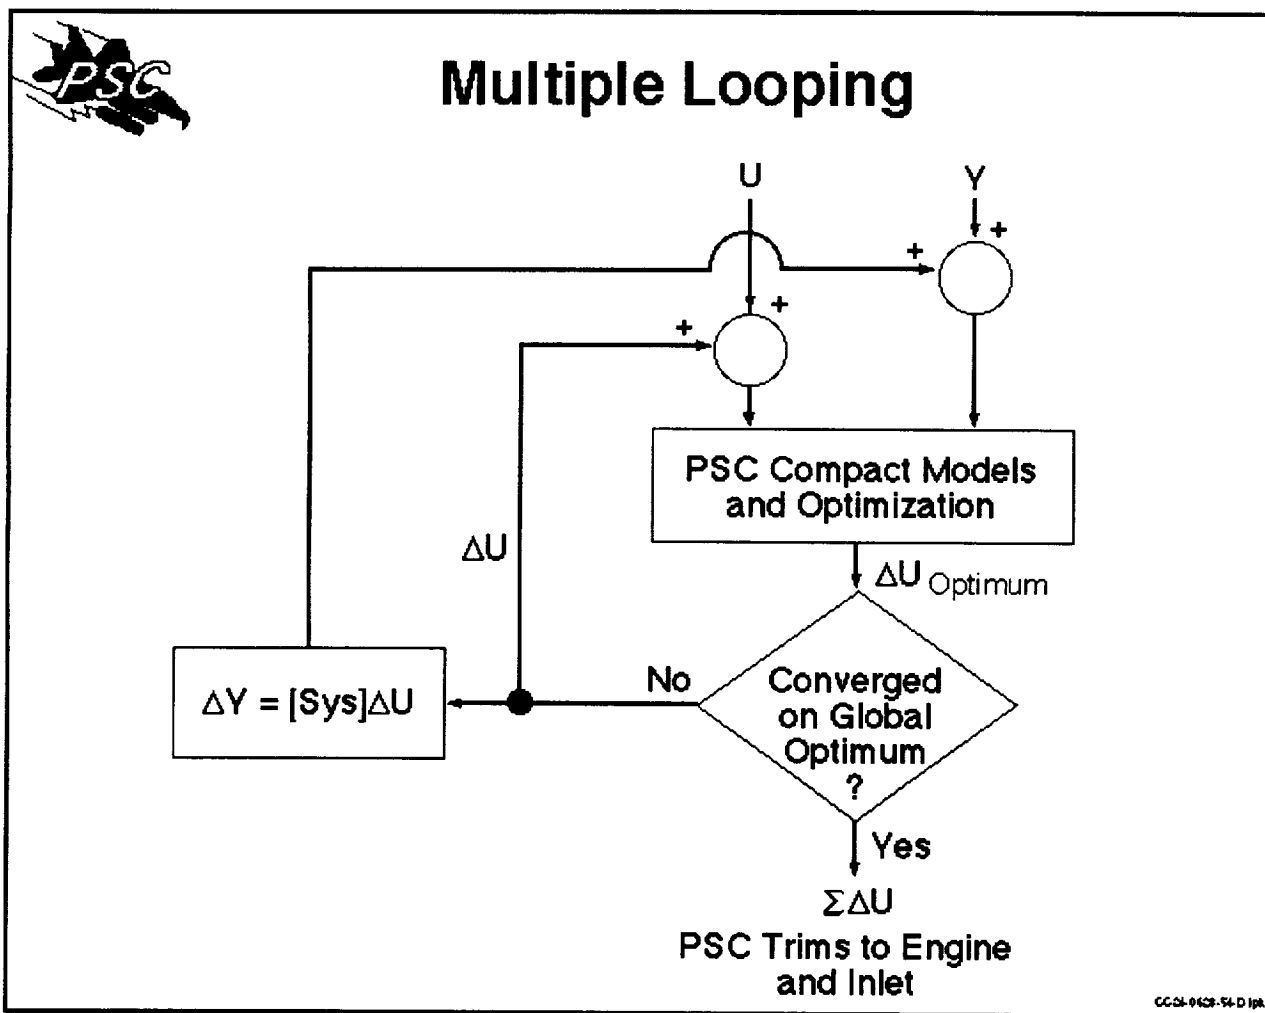 PSC
Multiple Looping
U
Y
+
+
+
+
PSC Compact Models
and Optimization
ΔU
ΔU Optimum
ΔY = [Sys]ΔU
No
Converged
on Global
Optimum
?
Yes
ΣΔU
PSC Trims to Engine
and Inlet